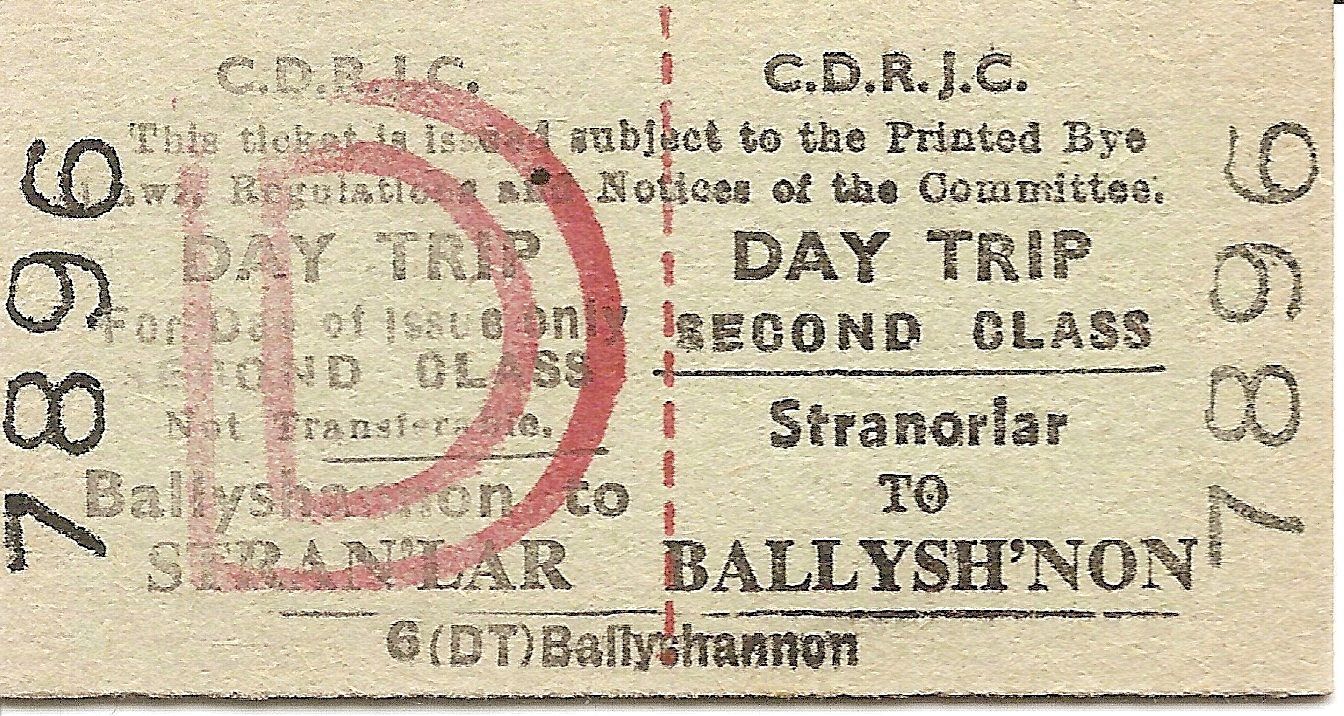 C.D.R.J.C. C.D.R.J.C.
This ticket is issued subject to the Printed Bye
Laws, Regulations and Notices of the Committee.
DAY TRIP DAY TRIP
For Day of Issue only SECOND CLASS
SECOND CLASS
Not Transferable.
Stranorlar
Ballyshannon to TO
STRAN'LAR BALLYSH'NON
6(DT)Ballyshannon
D
7896
7896